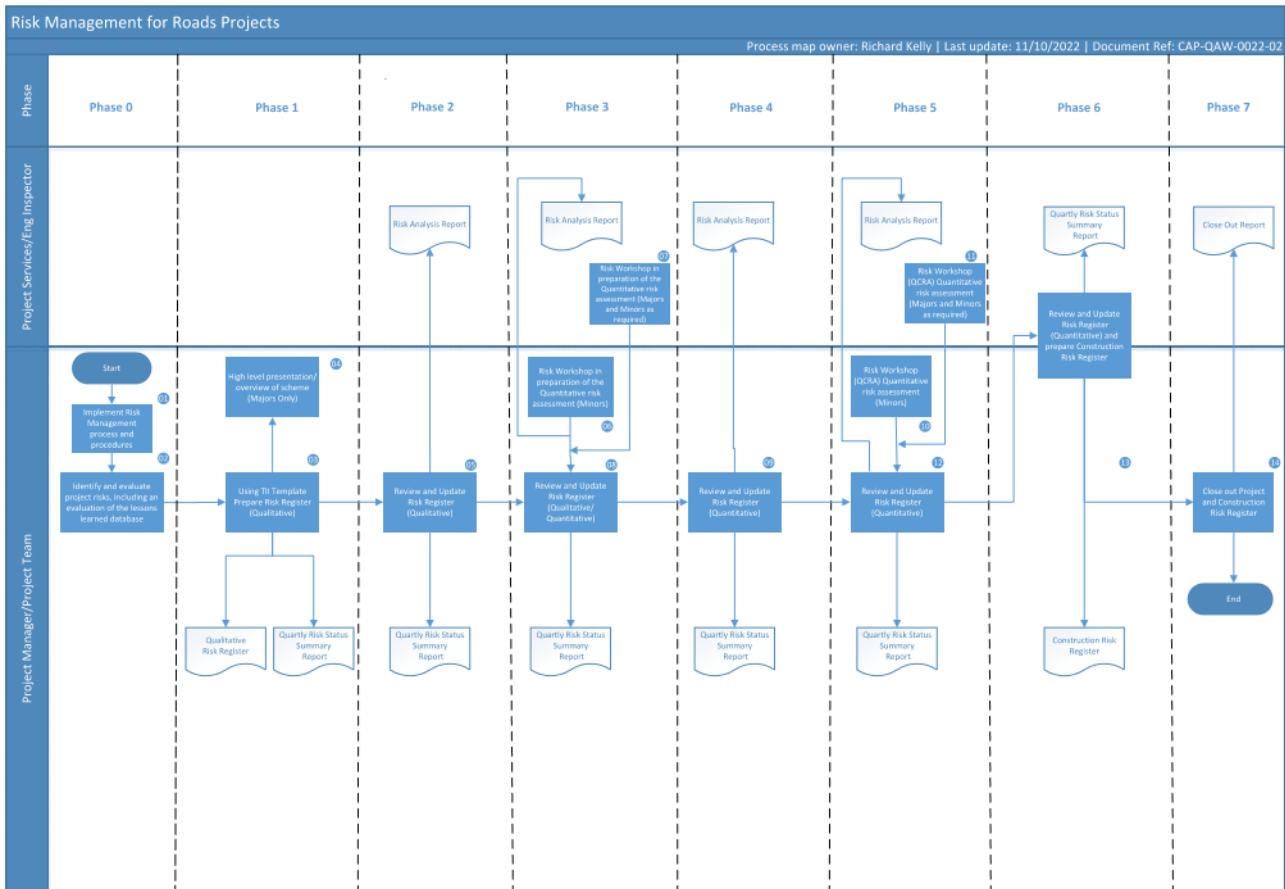 Risk Management for Roads Projects
Process map owner: Richard Kelly | Last update: 11/10/2022 | Document Ref: CAP-QAW-0022-02
Phase
Phase 0
Phase 1
Phase 2
Phase 3
Phase 4
Phase 5
Phase 6
Phase 7
Project Services/Eng Inspector
Risk Analysis Report
Risk Analysis Report
07
Risk Workshop in
preparation of the
Quantitative risk
assessment (Majors
and Minors as
required)
Risk Analysis Report
Risk Analysis Report
11
Risk Workshop
(QCRA) Quantitative
risk assessment
(Majors and Minors
as required)
Quartly Risk Status
Summary
Report
Review and Update
Risk Register
(Quantitative) and
prepare Construction
Risk Register
Close Out Report
Project Manager/Project Team
Start
01
Implement Risk
Management
process and
procedures
02
Identify and evaluate
project risks, including an
evaluation of the lessons
learned database
04
High level presentation/
overview of scheme
(Majors Only)
03
Using TII Template
Prepare Risk Register
(Qualitative)
Qualitative
Risk Register
Quartly Risk Status
Summary
Report
05
Review and Update
Risk Register
(Qualitative)
Quartly Risk Status
Summary
Report
Risk Workshop in
preparation of the
Quantitative risk
assessment (Minors)
06
08
Review and Update
Risk Register
(Qualitative/
Quantitative)
Quartly Risk Status
Summary
Report
09
Review and Update
Risk Register
(Quantitative)
Quartly Risk Status
Summary
Report
Risk Workshop
(QCRA) Quantitative
risk assessment
(Minors)
10
12
Review and Update
Risk Register
(Quantitative)
Quartly Risk Status
Summary
Report
13
Construction Risk
Register
14
Close out Project
and Construction
Risk Register
End